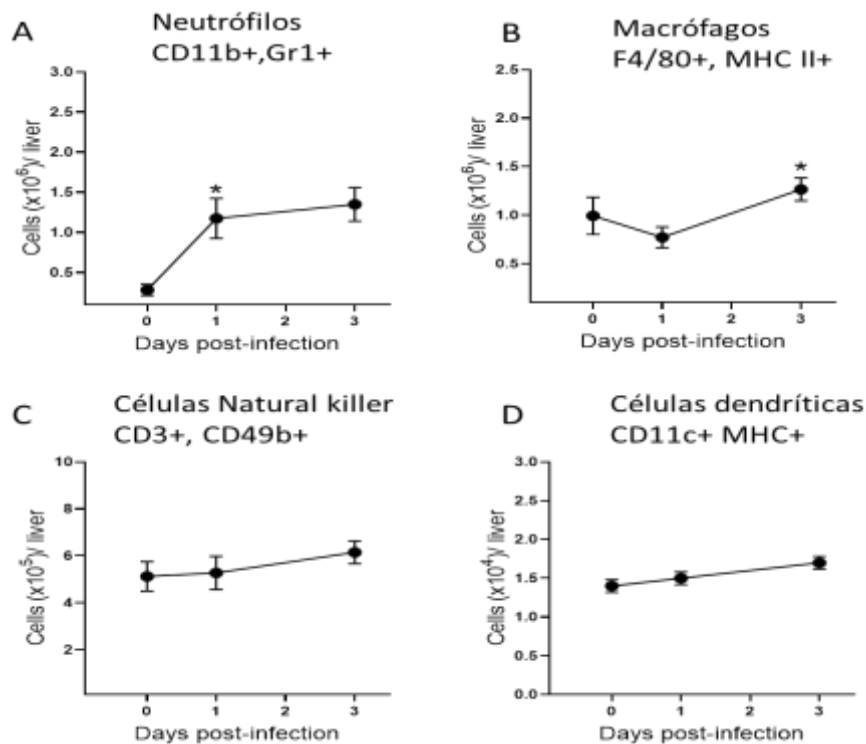 A
Neutrófilos
CD11b+,Gr1+
3.0
2.5
2.0
1.5
1.0
0.5
Cells (x10⁶)/ liver
*
0 1 2 3
Days post-infection
B
Macrófagos
F4/80+, MHC II+
2.5
2.0
1.5
1.0
0.5
Cells (x10⁶)/ liver
*
0 1 2 3
Days post-infection
C
Células Natural killer
CD3+, CD49b+
10
8
6
4
2
Cells (x10⁵)/ liver
0 1 2 3
Days post-infection
D
Células dendríticas
CD11c+ MHC+
3.0
2.5
2.0
1.5
1.0
0.5
0.0
Cells (x10⁴)/ liver
0 1 2 3
Days post-infection